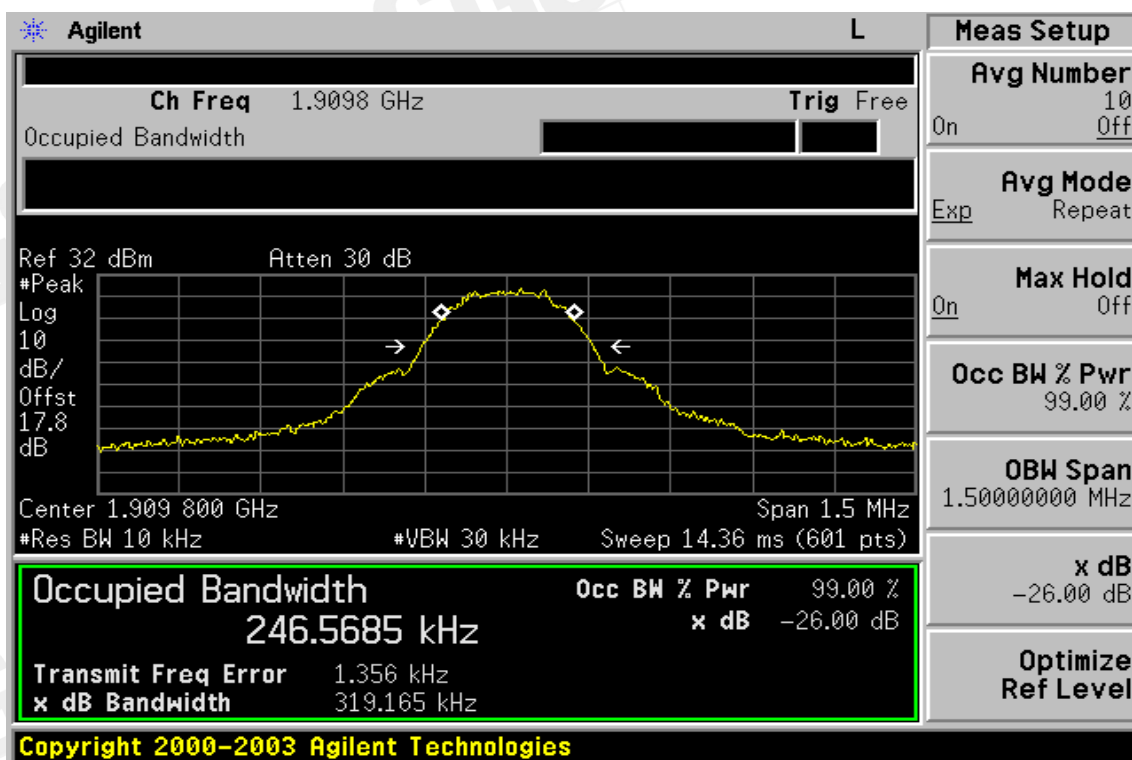 Agilent L
Ch Freq 1.9098 GHz Trig Free
Occupied Bandwidth
Ref 32 dBm Atten 30 dB
#Peak
Log
10
dB/
Offst
17.8
dB
Center 1.909 800 GHz Span 1.5 MHz
#Res BW 10 kHz #VBW 30 kHz Sweep 14.36 ms (601 pts)
Occupied Bandwidth Occ BW % Pwr 99.00 %
246.5685 kHz x dB -26.00 dB
Transmit Freq Error 1.356 kHz
x dB Bandwidth 319.165 kHz
Copyright 2000-2003 Agilent Technologies
Meas Setup
Avg Number
10
On Off
Avg Mode
Exp Repeat
Max Hold
On Off
Occ BW % Pwr
99.00 %
OBW Span
1.50000000 MHz
x dB
-26.00 dB
Optimize
Ref Level